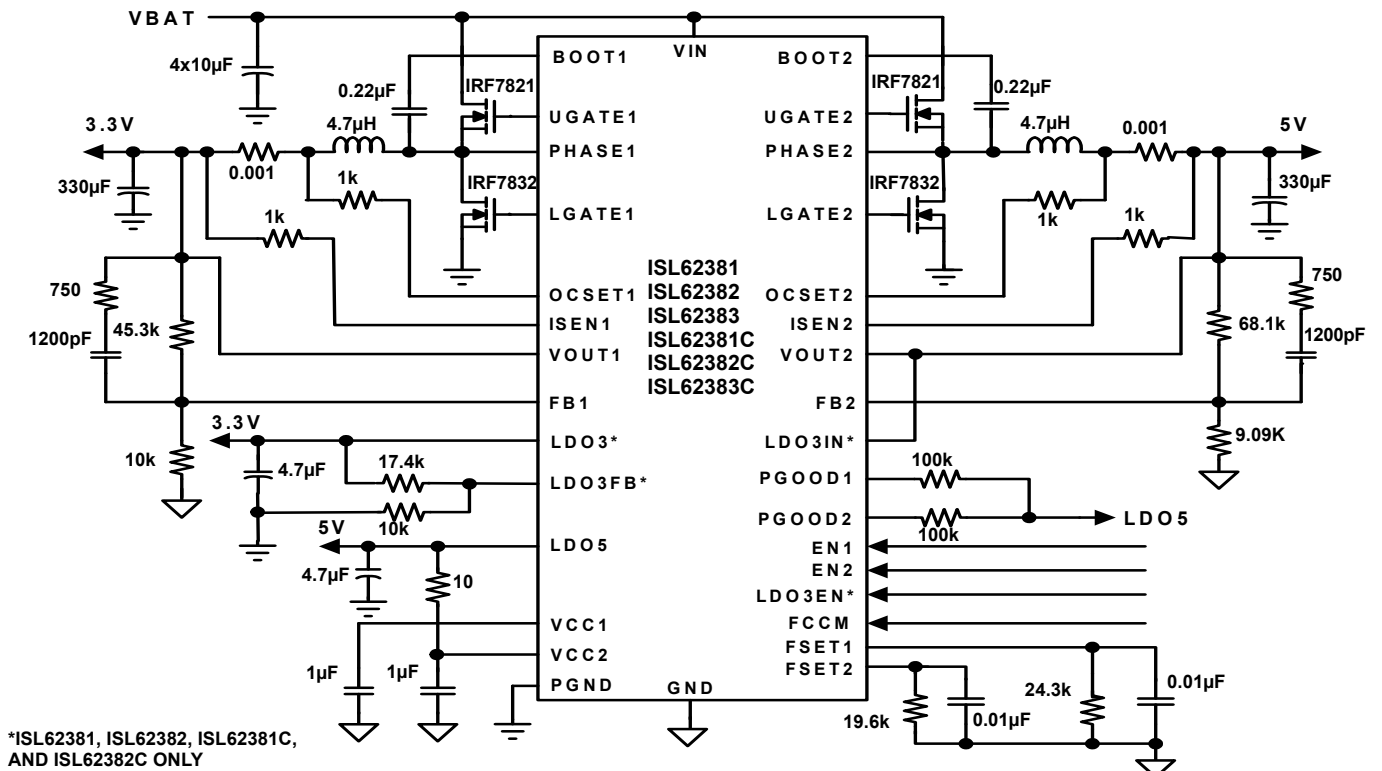 VBAT
VIN
4x10µF
0.22µF
IRF7821
BOOT1
BOOT2
IRF7821
0.22µF
UGATE1
UGATE2
3.3V
4.7µH
4.7µH
0.001
5V
0.001
PHASE1
PHASE2
330µF
1k
IRF7832
IRF7832
1k
330µF
1k
LGATE1
LGATE2
1k
ISL62381
ISL62382
ISL62383
ISL62381C
ISL62382C
ISL62383C
750
OCSET1
OCSET2
750
1200pF
45.3k
ISEN1
ISEN2
68.1k
1200pF
VOUT1
VOUT2
FB1
FB2
3.3V
LDO3*
LDO3IN*
9.09K
10k
4.7µF
17.4k
LDO3FB*
PGOOD1
100k
10k
PGOOD2
100k
LDO5
5V
LDO5
EN1
4.7µF
10
EN2
LDO3EN*
VCC1
FCCM
FSET1
1µF
1µF
VCC2
FSET2
PGND
GND
19.6k
0.01µF
24.3k
0.01µF
*ISL62381, ISL62382, ISL62381C,
AND ISL62382C ONLY